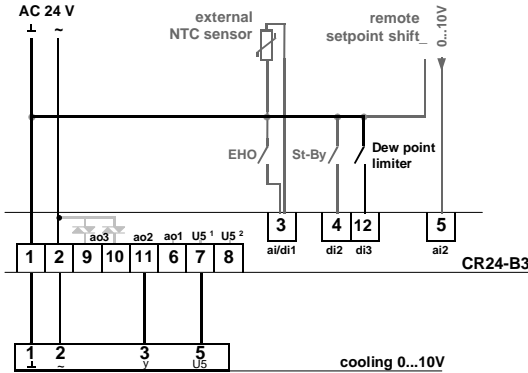 AC 24 V
⊥ ~
external
NTC sensor
remote
setpoint shift_
0...10V
EHO
St-By
Dew point
limiter
3 4 12 5
ai/di1 di2 di3 ai2
ao3 ao2 ao1 U5 1 U5 2
1 2 9 10 11 6 7 8
CR24-B3
1 2 3 5
⊥ ~ y U5
cooling 0...10V